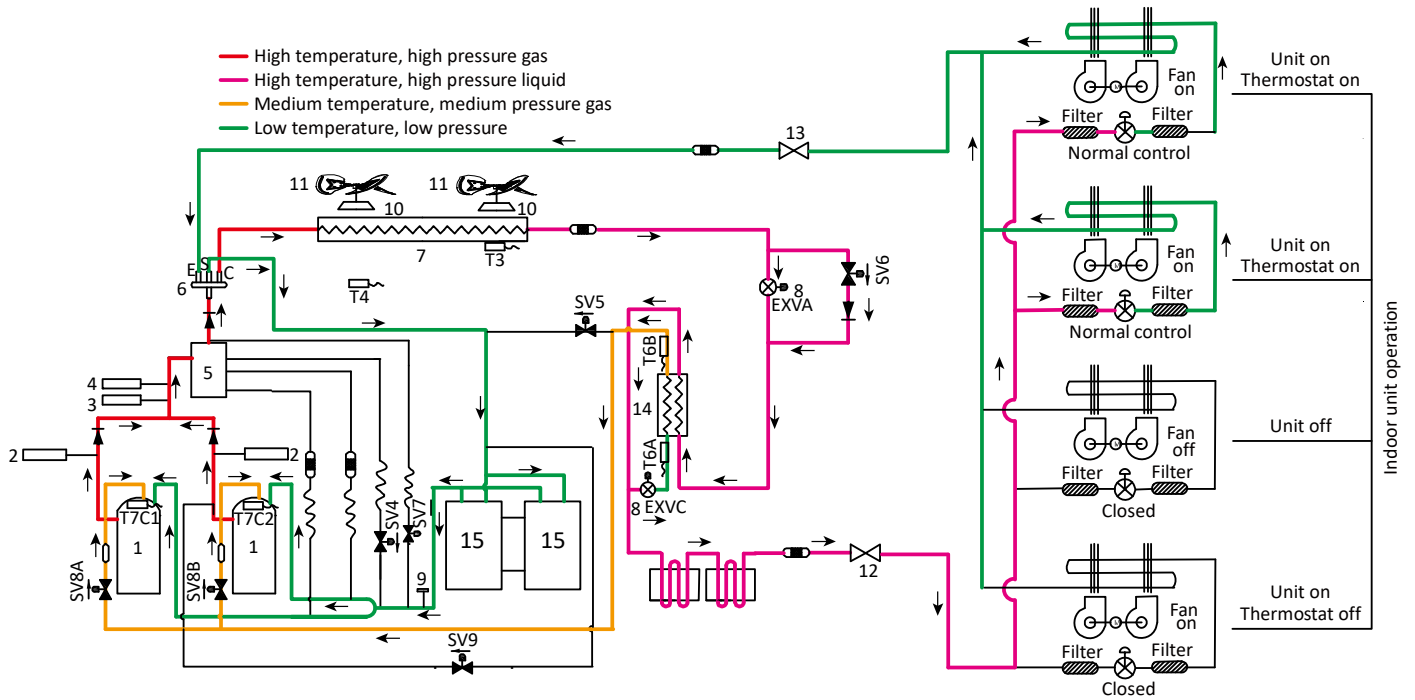 High temperature, high pressure gas
High temperature, high pressure liquid
Medium temperature, medium pressure gas
Low temperature, low pressure
13
11
11
10
10
7
T3
T4
E
S
C
6
5
4
3
2
2
T7C1
T7C2
1
1
SV8A
SV8B
SV9
SV4
SV7
9
15
15
SV5
T6B
14
T6A
8
EXVC
8
EXVA
SV6
12
M
Fan
on
Filter
Filter
Normal control
Unit on
Thermostat on
M
Fan
on
Filter
Filter
Normal control
Unit on
Thermostat on
M
Fan
off
Filter
Filter
Closed
Unit off
M
Fan
on
Filter
Filter
Closed
Unit on
Thermostat off
Indoor unit operation